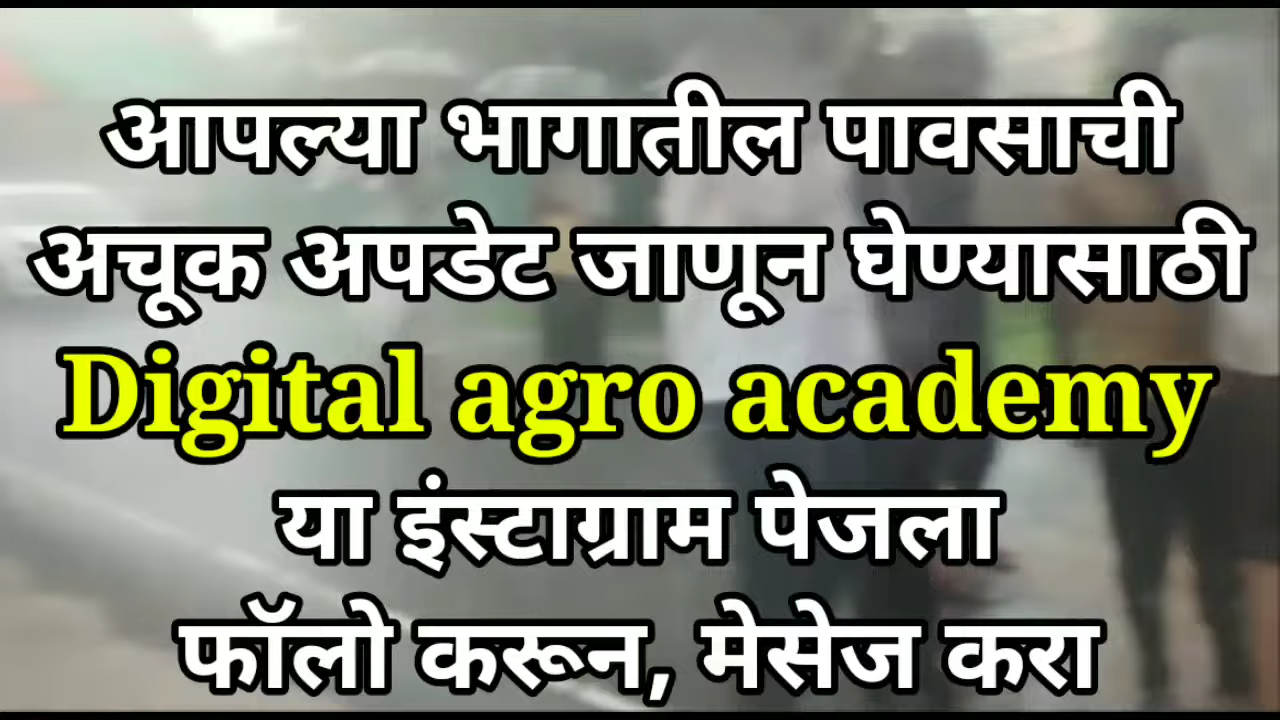 आपल्या भागातील पावसाची
अचूक अपडेट जाणून घेण्यासाठी
Digital agro academy
या इंस्टाग्राम पेजला
फॉलो करून, मेसेज करा